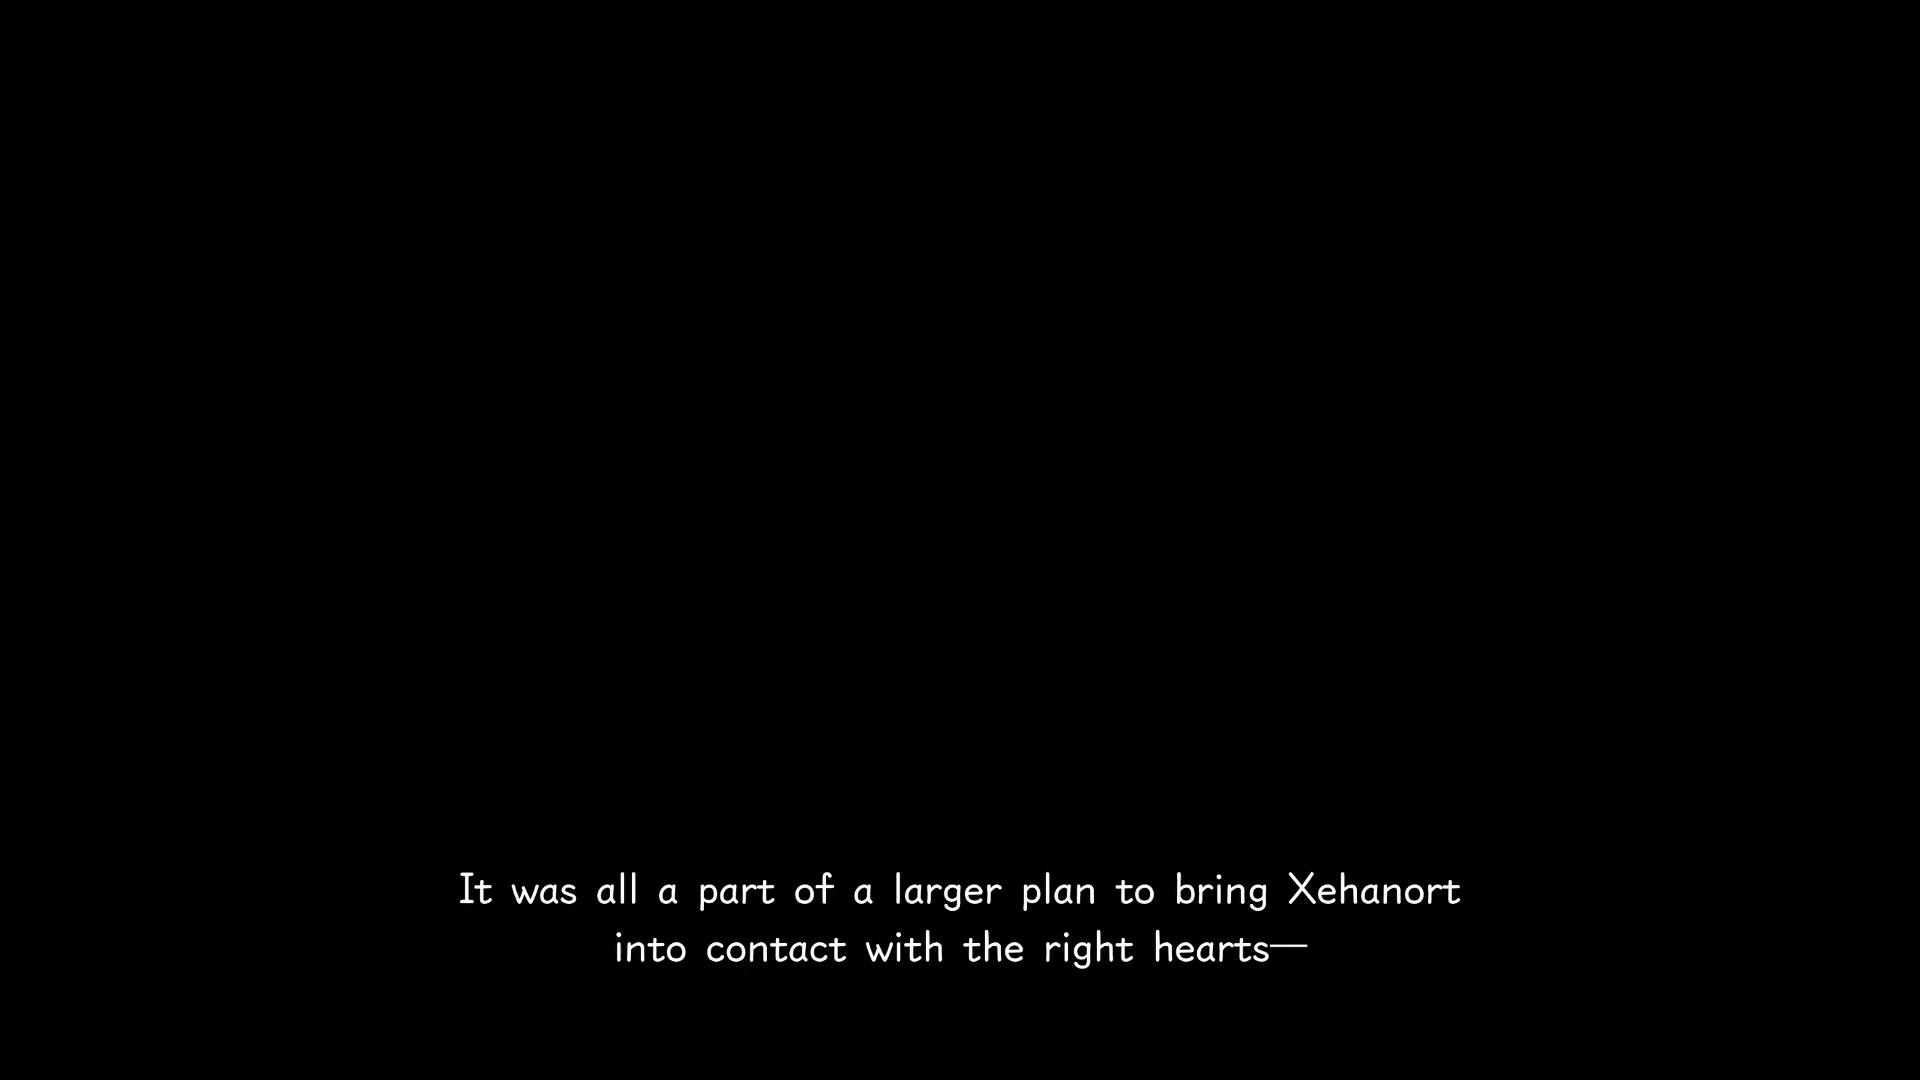 It was all a part of a larger plan to bring Xehanort
into contact with the right hearts—